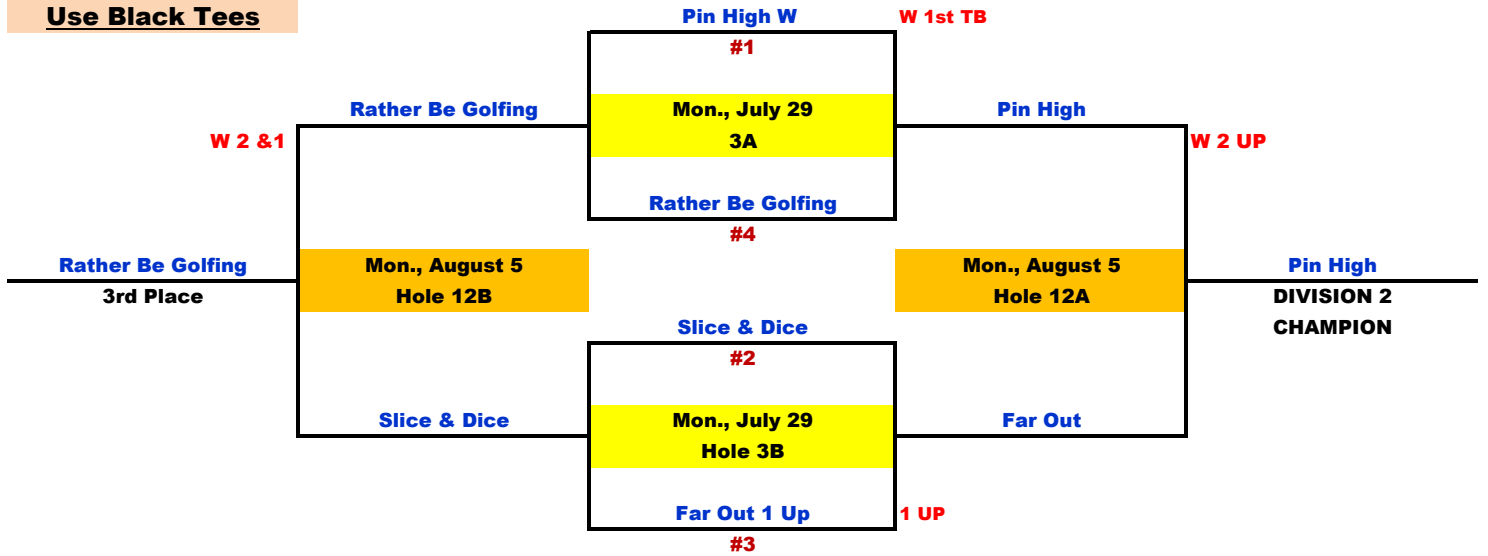 Use Black Tees
Pin High W
W 1st TB
#1
Rather Be Golfing
Mon., July 29
Pin High
W 2 &1
3A
W 2 UP
Rather Be Golfing
#4
Rather Be Golfing
Mon., August 5
Mon., August 5
Pin High
3rd Place
Hole 12B
Hole 12A
DIVISION 2
Slice & Dice
CHAMPION
#2
Slice & Dice
Mon., July 29
Far Out
Hole 3B
Far Out 1 Up
1 UP
#3